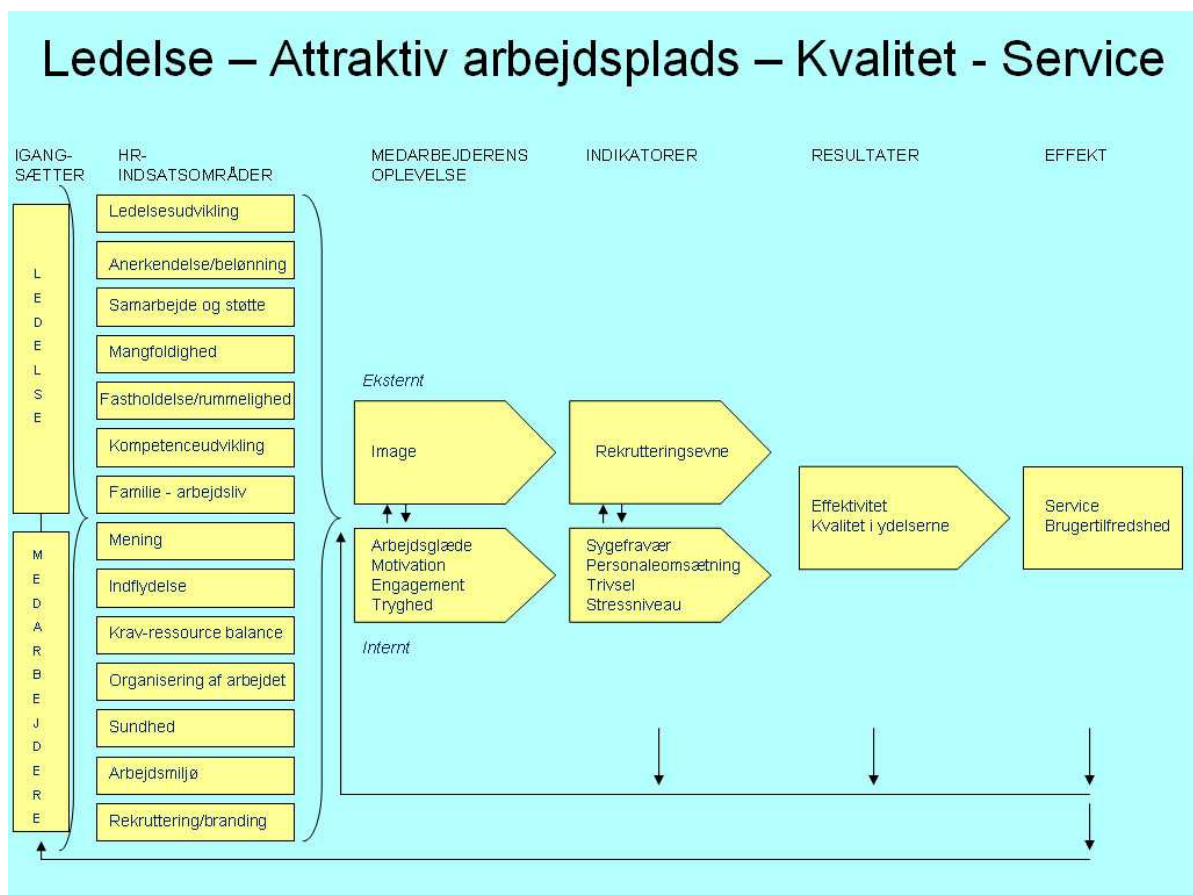 Ledelse – Attraktiv arbejdsplads – Kvalitet - Service
IGANG-
SÆTTER
HR-
INDSATSOMRÅDER
MEDARBEJDERENS
OPLEVELSE
INDIKATORER
RESULTATER
EFFEKT
LEDELSE
MEDARBEJDERE
Ledelsesudvikling
Anerkendelse/belønning
Samarbejde og støtte
Mangfoldighed
Fastholdelse/rummelighed
Kompetenceudvikling
Familie - arbejdsliv
Mening
Indflydelse
Krav-ressource balance
Organisering af arbejdet
Sundhed
Arbejdsmiljø
Rekruttering/branding
Eksternt
Image
Arbejdsglæde
Motivation
Engagement
Tryghed
Internt
Rekrutteringsevne
Sygefravær
Personaleomsætning
Trivsel
Stressniveau
Effektivitet
Kvalitet i ydelserne
Service
Brugertilfredshed